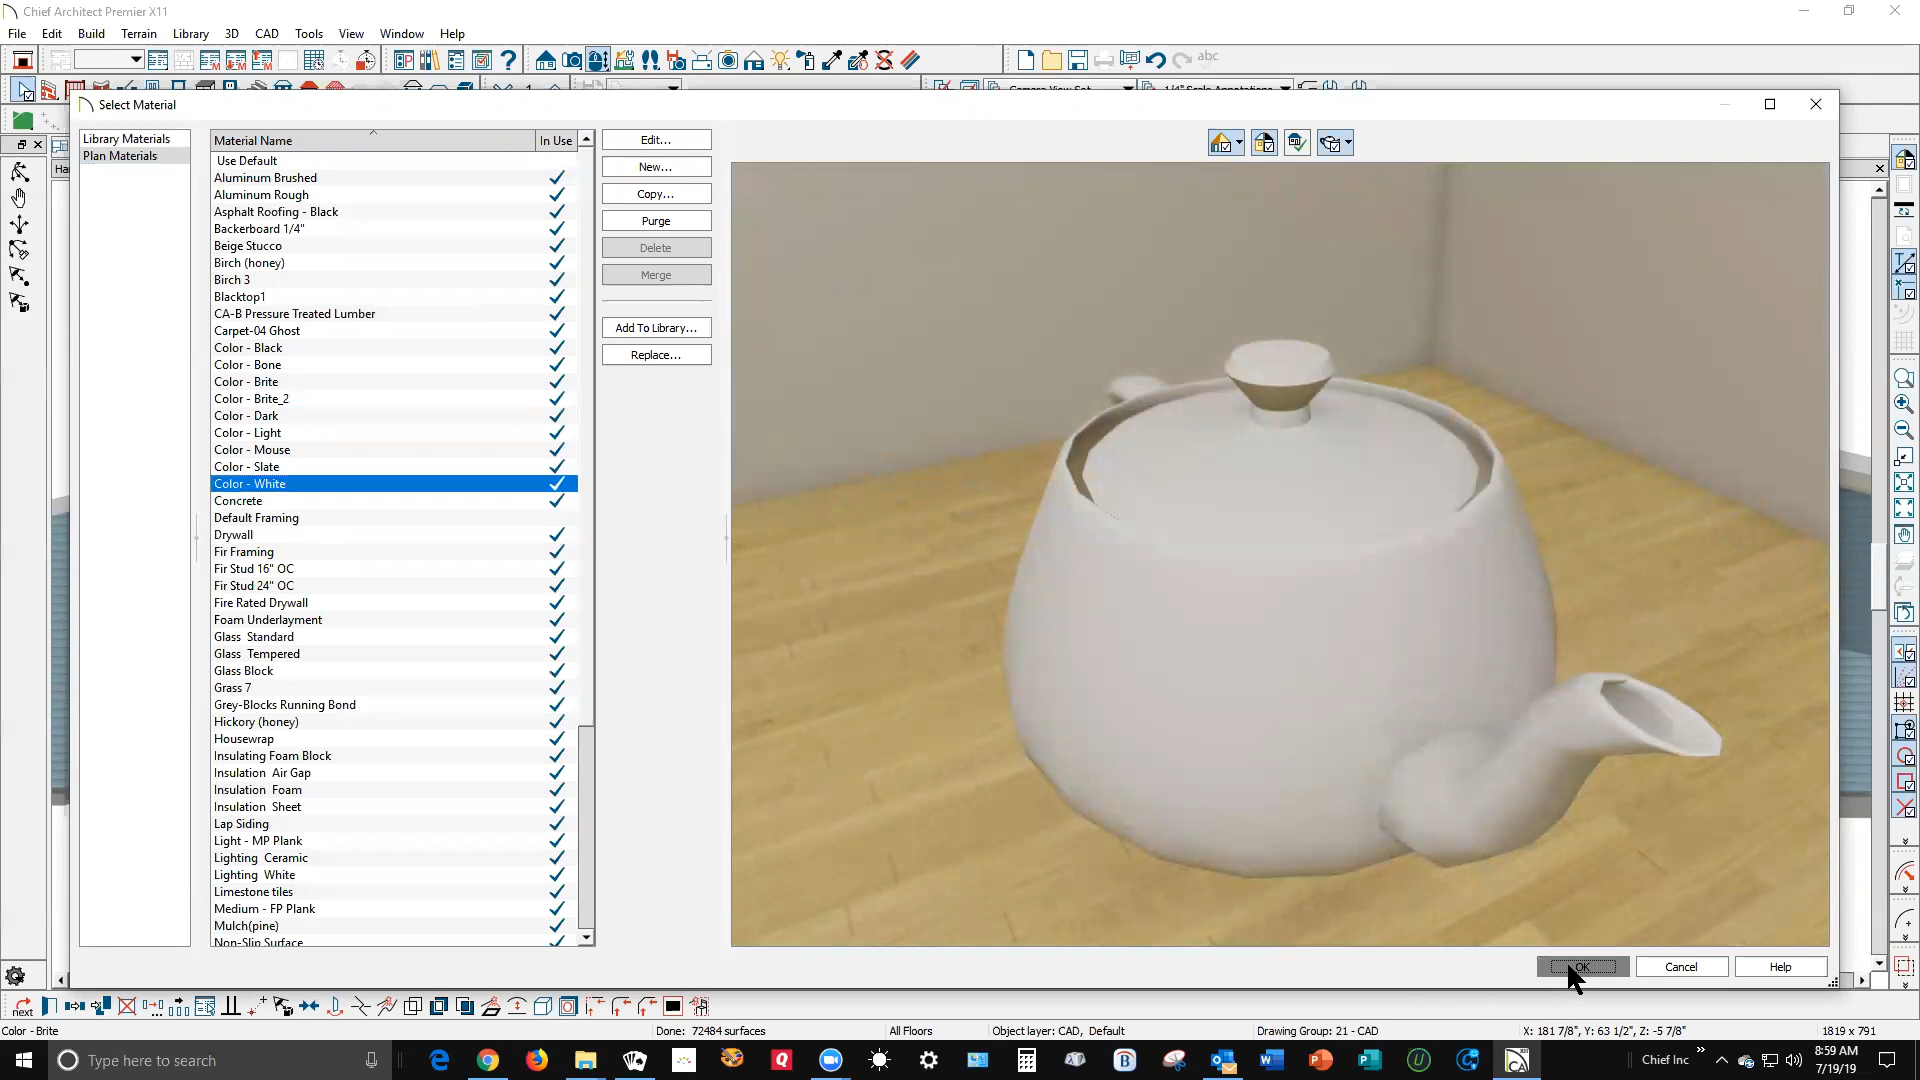 Chief Architect Premier X11
File Edit Build Terrain Library 3D CAD Tools View Window Help
abc
Camera View Set 1/4" Scale Annotations
Select Material
Library Materials
Plan Materials
Material Name In Use
Use Default
Aluminum Brushed
Aluminum Rough
Asphalt Roofing - Black
Backerboard 1/4"
Beige Stucco
Birch (honey)
Birch 3
Blacktop1
CA-B Pressure Treated Lumber
Carpet-04 Ghost
Color - Black
Color - Bone
Color - Brite
Color - Brite_2
Color - Dark
Color - Light
Color - Mouse
Color - Slate
Color - White
Concrete
Default Framing
Drywall
Fir Framing
Fir Stud 16" OC
Fir Stud 24" OC
Fire Rated Drywall
Foam Underlayment
Glass Standard
Glass Tempered
Glass Block
Grass 7
Grey-Blocks Running Bond
Hickory (honey)
Housewrap
Insulating Foam Block
Insulation Air Gap
Insulation Foam
Insulation Sheet
Lap Siding
Light - MP Plank
Lighting Ceramic
Lighting White
Limestone tiles
Medium - FP Plank
Mulch(pine)
Non-Slip Surface
Edit...
New...
Copy...
Purge
Delete
Merge
Add To Library...
Replace...
OK Cancel Help
next
Color - Brite Done: 72484 surfaces All Floors Object layer: CAD, Default Drawing Group: 21 - CAD X: 181 7/8", Y: 63 1/2", Z: -5 7/8" 1819 x 791
Type here to search
Chief Inc
8:59 AM
7/19/19